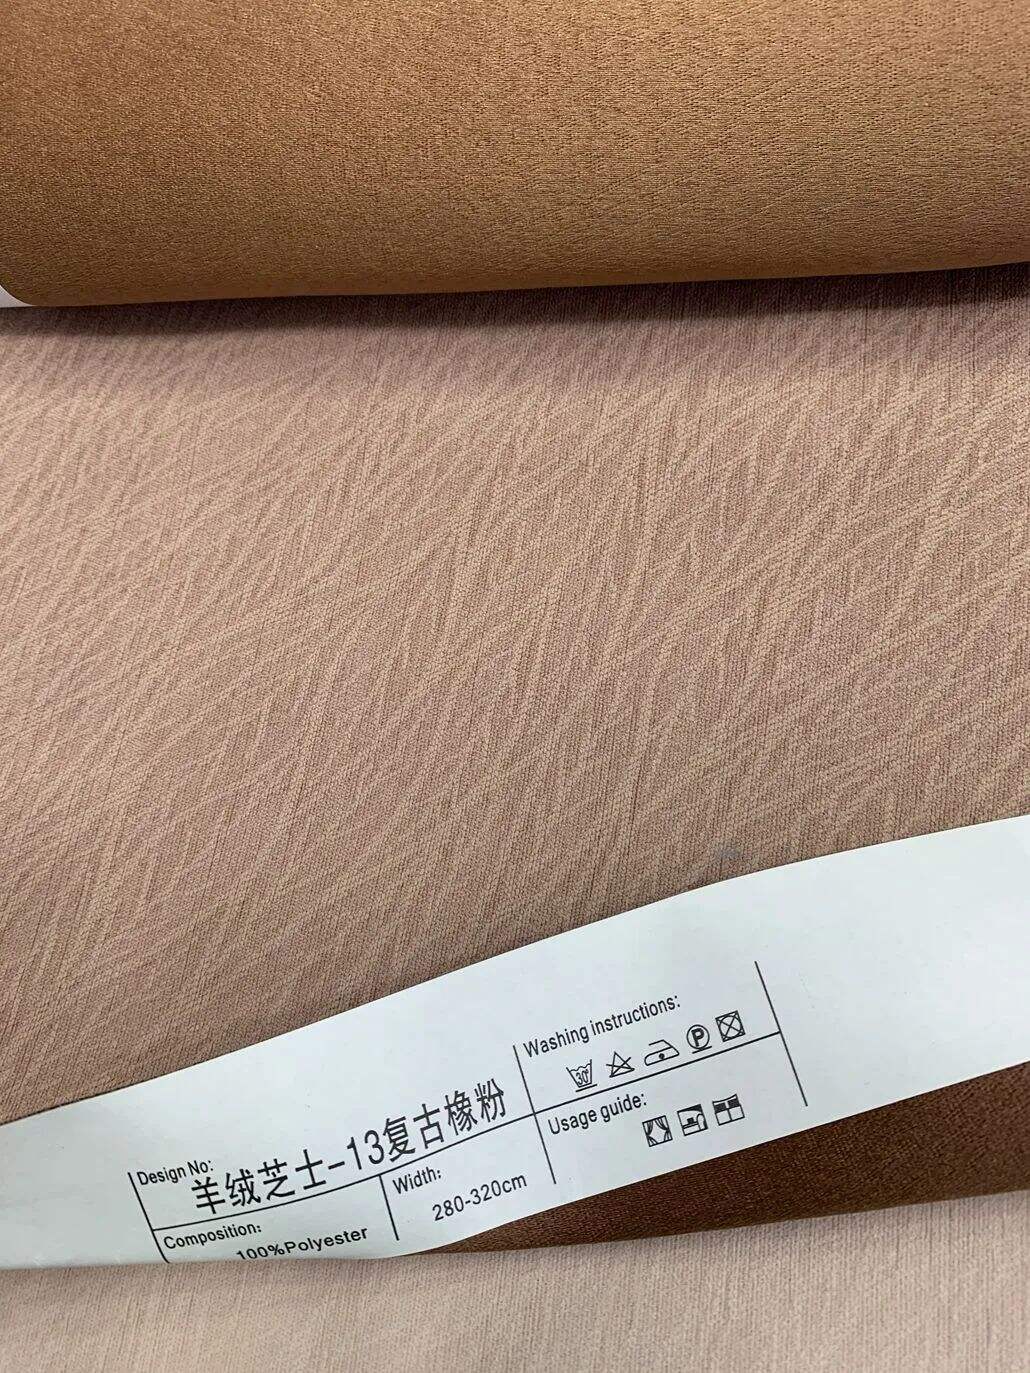 Design No:
羊绒芝士-13复古橡粉
Washing instructions:
30°
P
Composition:
100%Polyester
Width:
280-320cm
Usage guide: